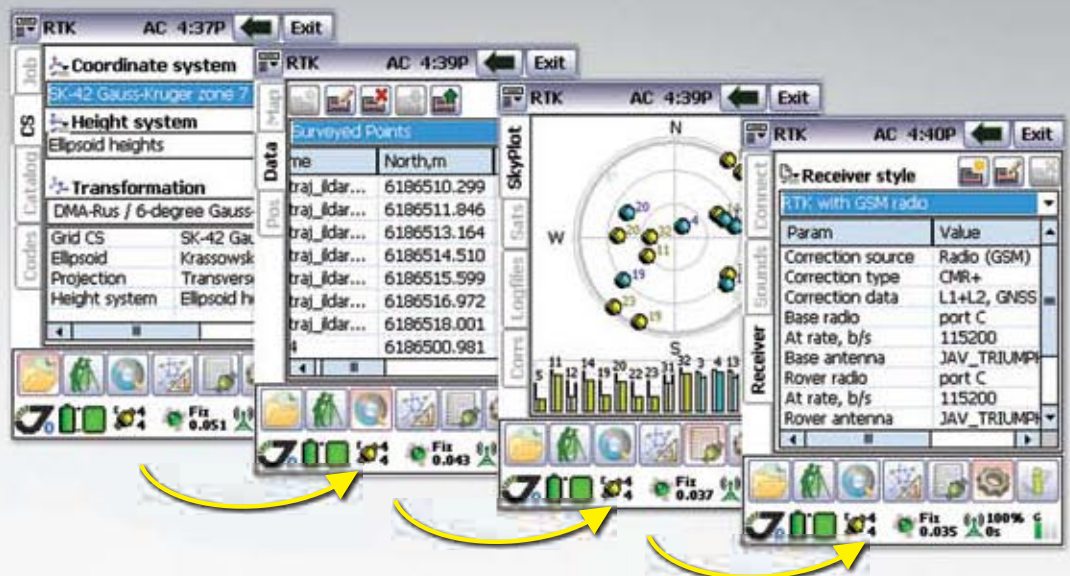 RTK AC 4:37P Exit
Job
CS
Catalog
Codes
Coordinate system
SK-42 Gauss-Kruger zone 7
Height system
Ellipsoid heights
Transformation
DMA-Rus / 6-degree Gauss-
Grid CS SK-42 Gau
Ellipsoid Krassowsk
Projection Transvers
Height system Ellipsoid h
Fix
0.051
RTK AC 4:39P Exit
Map
Data
Pos
Surveyed Points
me North,m
traj_ildar... 6186510.299
traj_ildar... 6186511.846
traj_ildar... 6186513.164
traj_ildar... 6186514.510
traj_ildar... 6186515.599
traj_ildar... 6186516.972
traj_ildar... 6186518.001
4 6186500.981
Fix
0.043
RTK AC 4:39P Exit
SkyPlot
Sats
Logfiles
Corrs
N
W
S
20
4
20
32
11
19
23
19
5 11 12 14 19 20 22 23 31 32 3 4 13
Fix
0.037
RTK AC 4:40P Exit
Connect
Sounds
Receiver
Receiver style
RTK with GSM radio
Param Value
Correction source Radio (GSM)
Correction type CMR+
Correction data L1+L2, GNSS
Base radio port C
At rate, b/s 115200
Base antenna JAV_TRIUMPH
Rover radio port C
At rate, b/s 115200
Rover antenna JAV_TRIUMPH
Fix
0.035
100%
0s